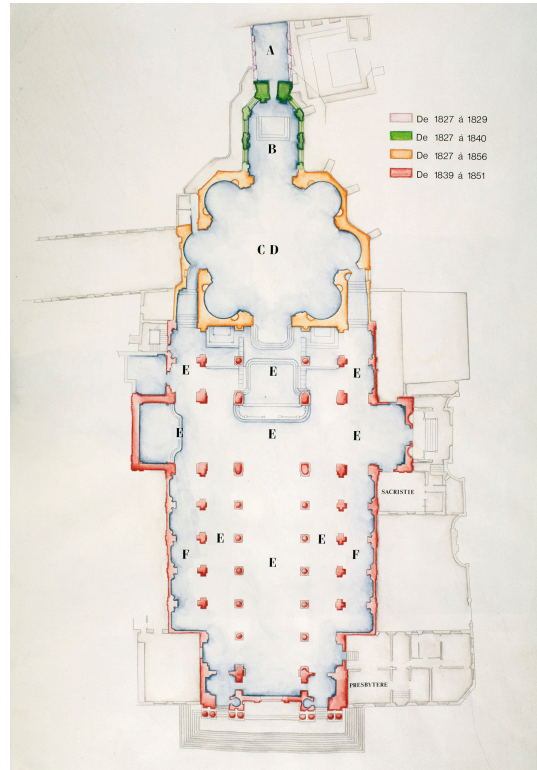 A
De 1827 á 1829
De 1827 á 1840
B
De 1827 á 1856
De 1839 á 1851
C D
E
E
E
E
E
E
SACRISTIE
E
E
F
F
E
PRESBYTERE